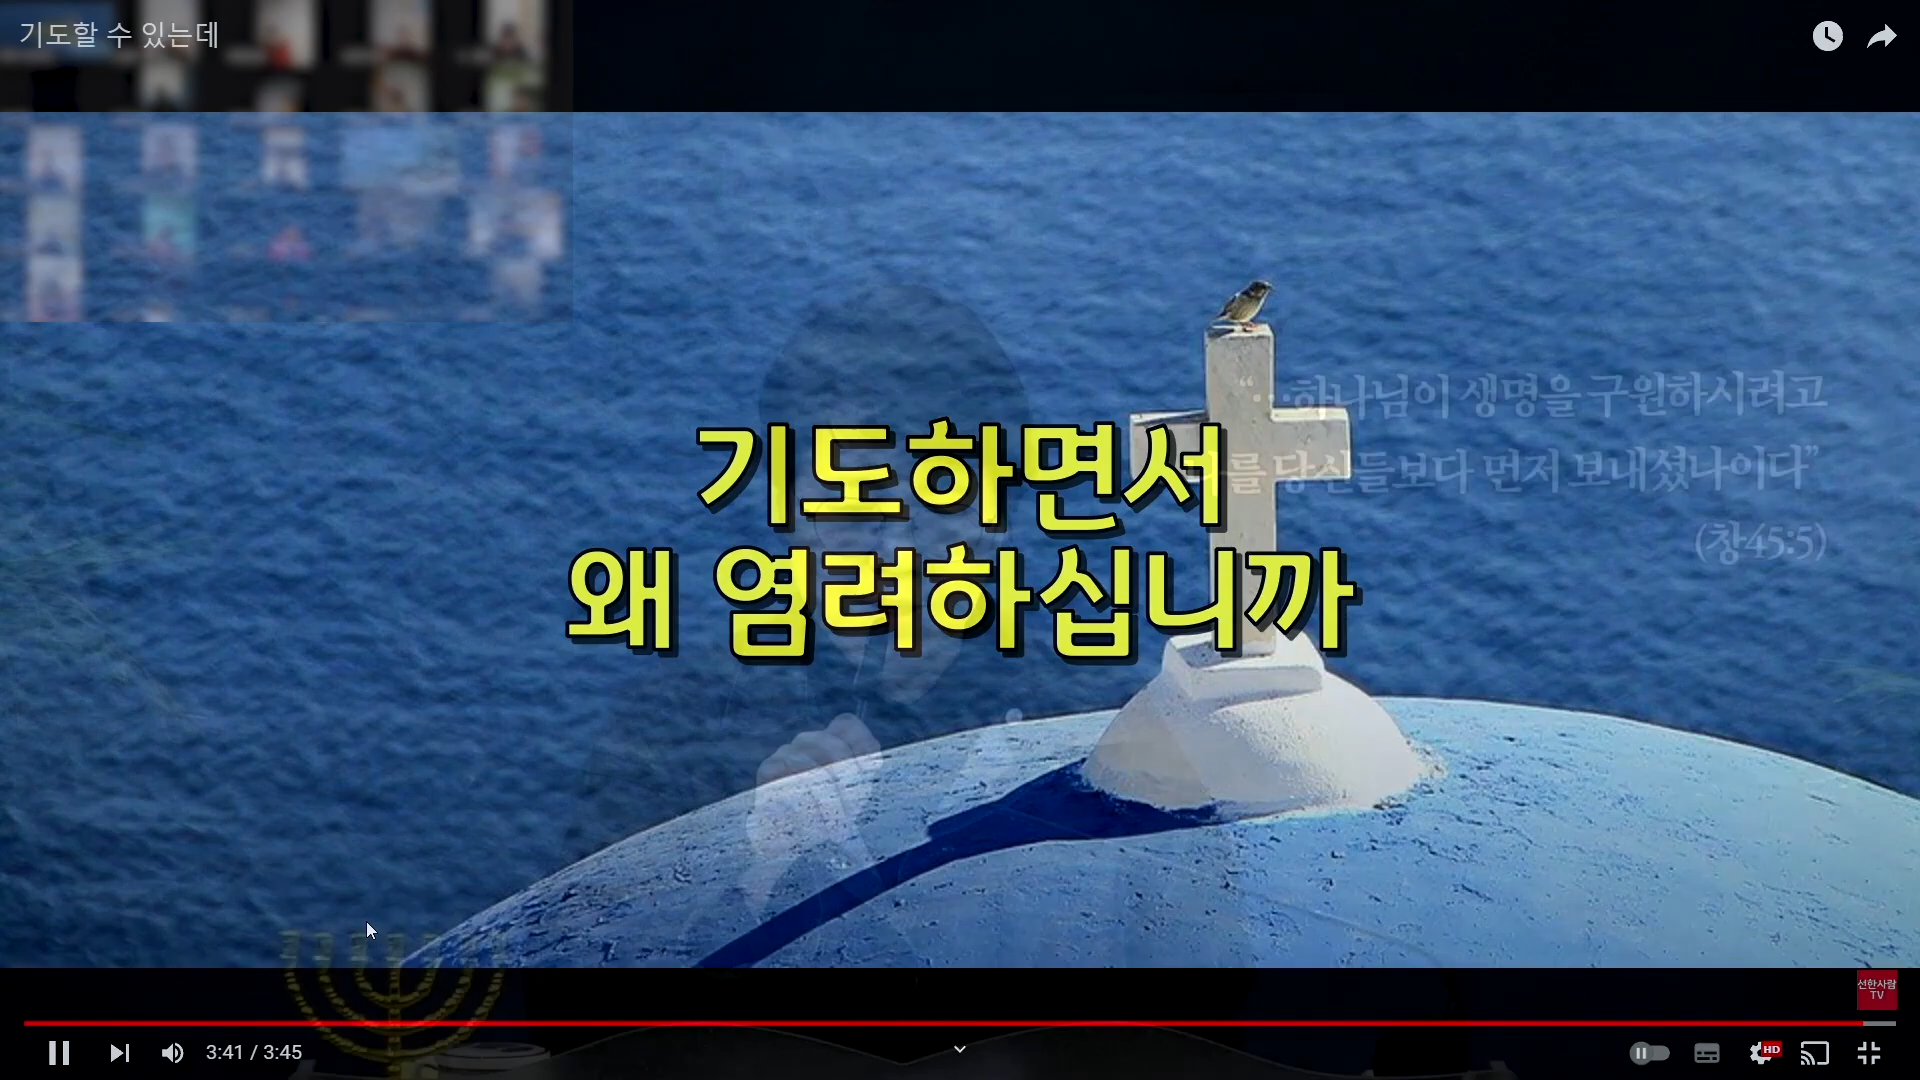 기도할 수 있는데
“…하나님이 생명을 구원하시려고
나를 당신들보다 먼저 보내셨나이다”
(창45:5)
기도하면서
왜 염려하십니까
선한사람
TV
3:41 / 3:45
HD